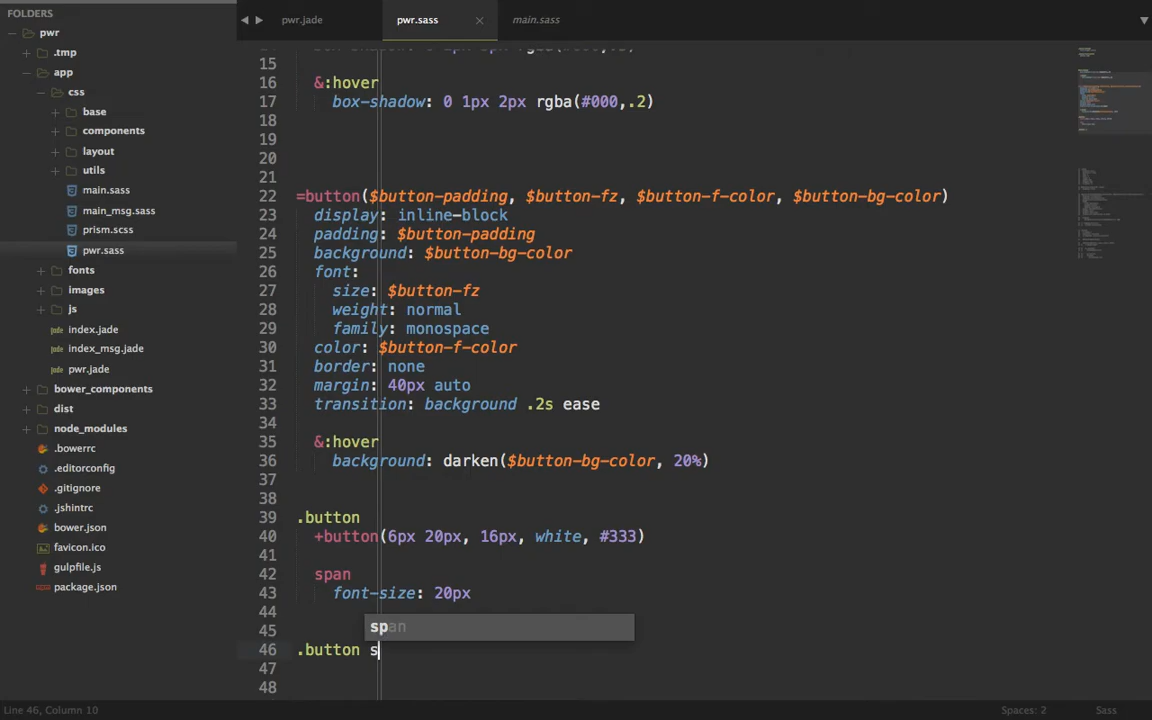 FOLDERS
pwr
.tmp
app
css
base
components
layout
utils
main.sass
main_msg.sass
prism.scss
pwr.sass
fonts
images
js
index.jade
index_msg.jade
pwr.jade
bower_components
dist
node_modules
.bowerrc
.editorconfig
.gitignore
.jshintrc
bower.json
favicon.ico
gulpfile.js
package.json
pwr.jade
pwr.sass
main.sass
15
16 &:hover
17 box-shadow: 0 1px 2px rgba(#000,.2)
18
19
20
21
22 =button($button-padding, $button-fz, $button-f-color, $button-bg-color)
23 display: inline-block
24 padding: $button-padding
25 background: $button-bg-color
26 font:
27 size: $button-fz
28 weight: normal
29 family: monospace
30 color: $button-f-color
31 border: none
32 margin: 40px auto
33 transition: background .2s ease
34
35 &:hover
36 background: darken($button-bg-color, 20%)
37
38
39 .button
40 +button(6px 20px, 16px, white, #333)
41
42 span
43 font-size: 20px
44
45
span
46 .button s
47
48
Line 46, Column 10
Spaces: 2
Sass